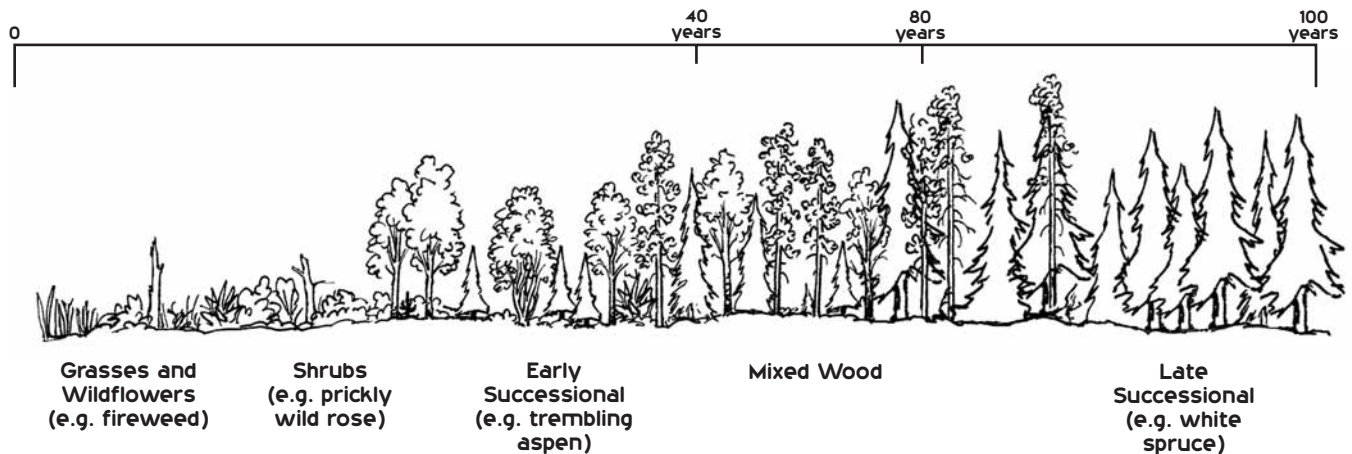 0
40
years
80
years
100
years
Grasses and
Wildflowers
(e.g. fireweed)
Shrubs
(e.g. prickly
wild rose)
Early
Successional
(e.g. trembling
aspen)
Mixed Wood
Late
Successional
(e.g. white
spruce)